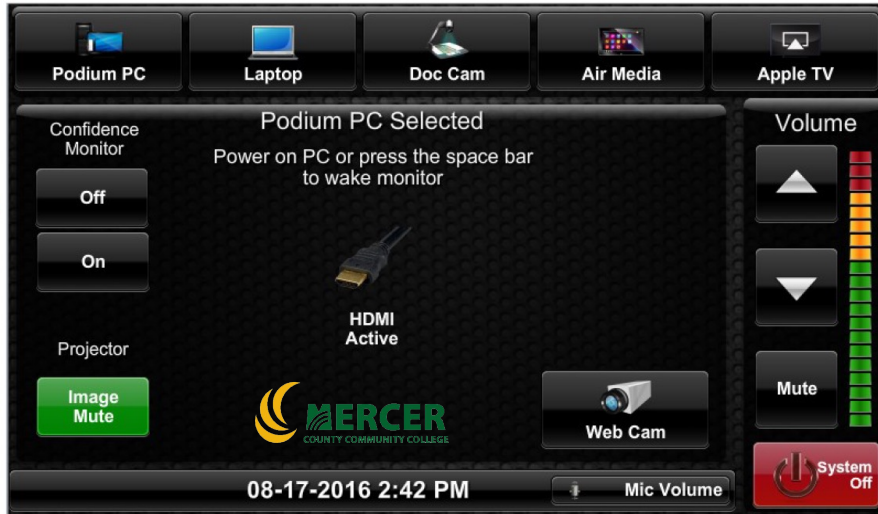 Podium PC
Laptop
Doc Cam
Air Media
Apple TV
Confidence
Monitor
Off
On
Projector
Image
Mute
Podium PC Selected
Power on PC or press the space bar
to wake monitor
HDMI
Active
MERCER
COUNTY COMMUNITY COLLEGE
Web Cam
Volume
Mute
08-17-2016 2:42 PM
Mic Volume
System
Off